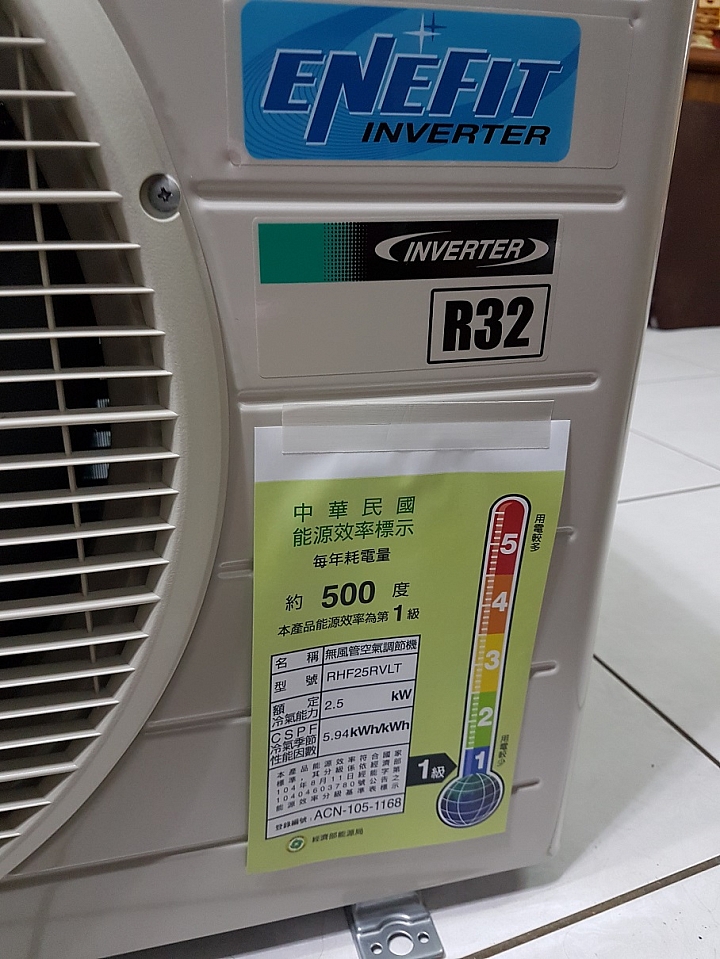 ENEFIT
INVERTER
INVERTER
R32
中華民國
能源效率標示
每年耗電量
約 500 度
本產品能源效率為第1級
名稱 無風管空氣調節機
型號 RHF25RVLT
額定冷氣能力 2.5 kW
CSPF冷氣季節性能因數 5.94kWh/kWh
本產品能源效率符合國家
標準,其分級係依經濟部
104年8月11日經能字第
10404603780號公告之
能源效率分級基準表標示
登錄編號:ACN-105-1168
經濟部能源局
用電較多
5
4
3
2
1
用電較少
1級